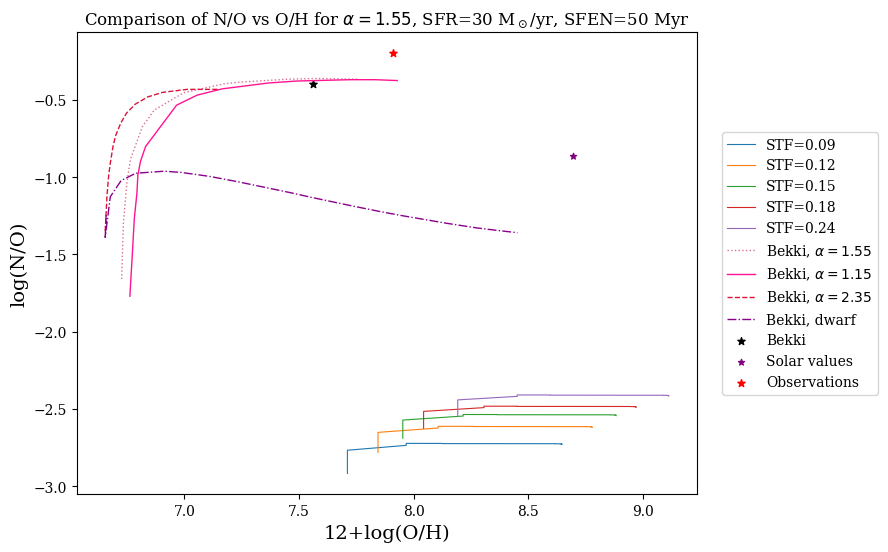 Comparison of N/O vs O/H for α = 1.55, SFR=30 M_⊙/yr, SFEN=50 Myr
log(N/O)
−0.5
−1.0
−1.5
−2.0
−2.5
−3.0
7.0 7.5 8.0 8.5 9.0
12+log(O/H)
STF=0.09
STF=0.12
STF=0.15
STF=0.18
STF=0.24
Bekki, α = 1.55
Bekki, α = 1.15
Bekki, α = 2.35
Bekki, dwarf
Bekki
Solar values
Observations